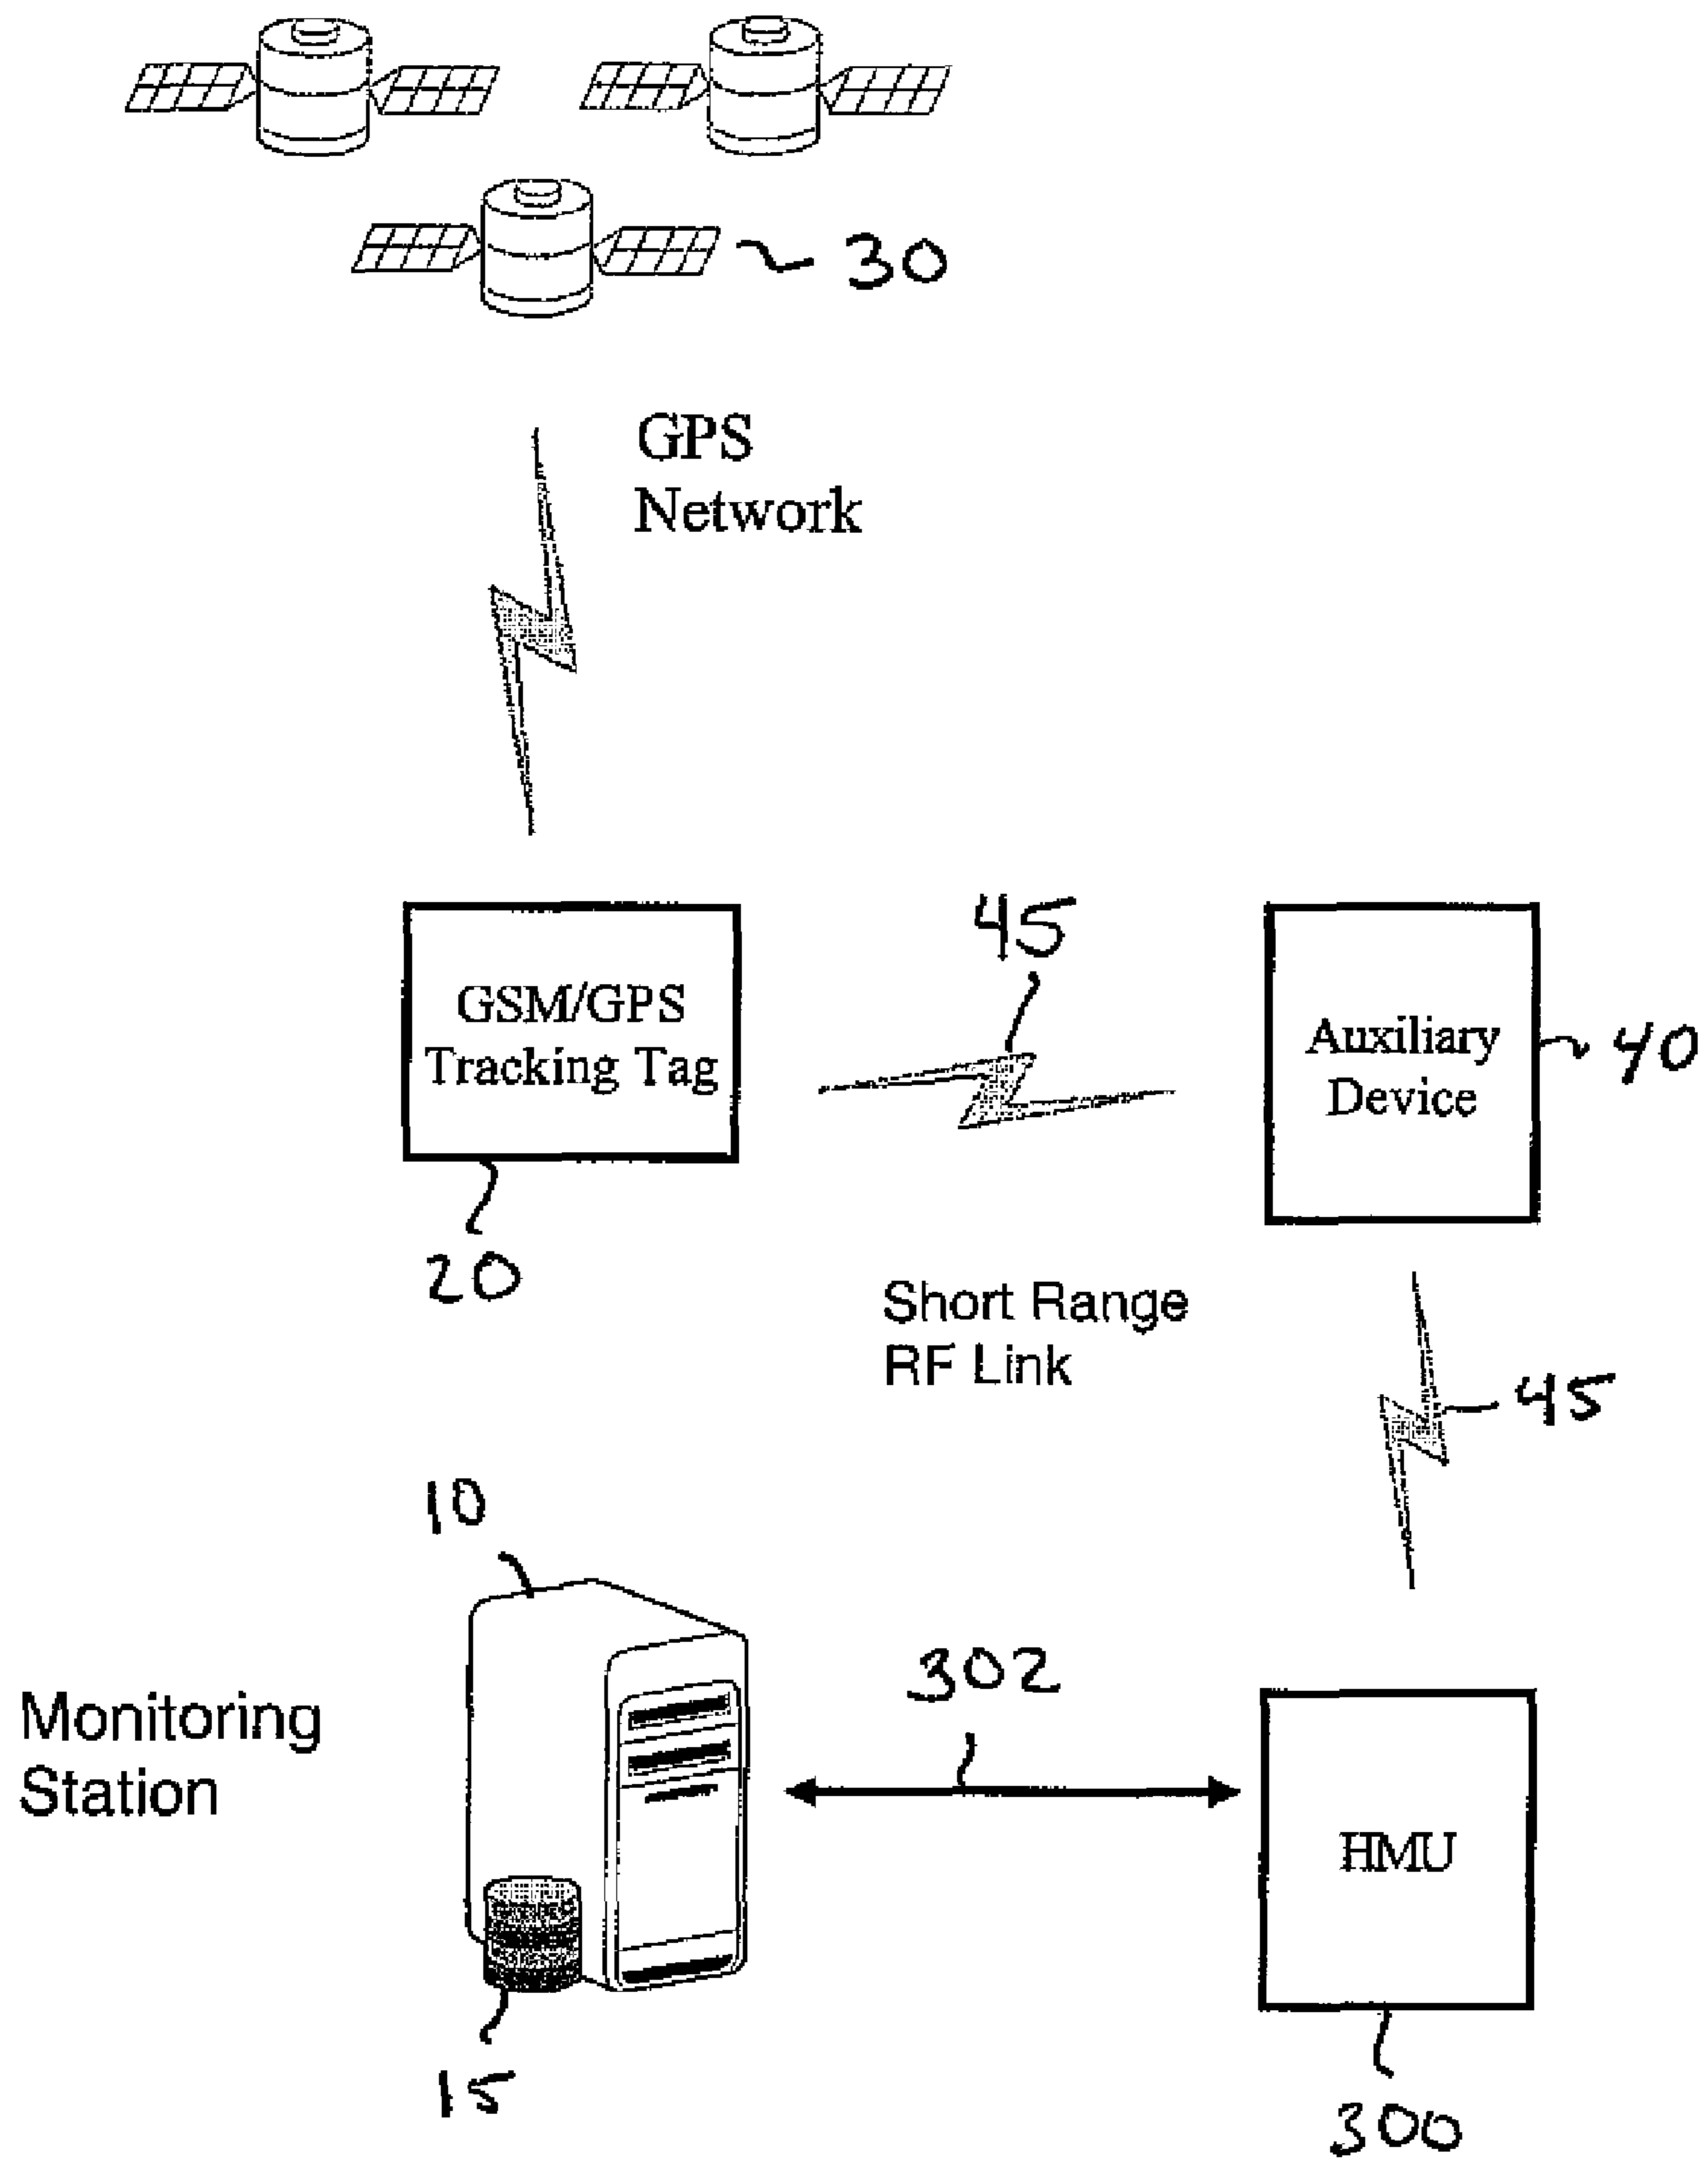 30
GPS
Network
45
GSM/GPS
Tracking Tag
Auxiliary
Device
40
20
Short Range
RF Link
45
10
302
Monitoring
Station
HMU
15
300